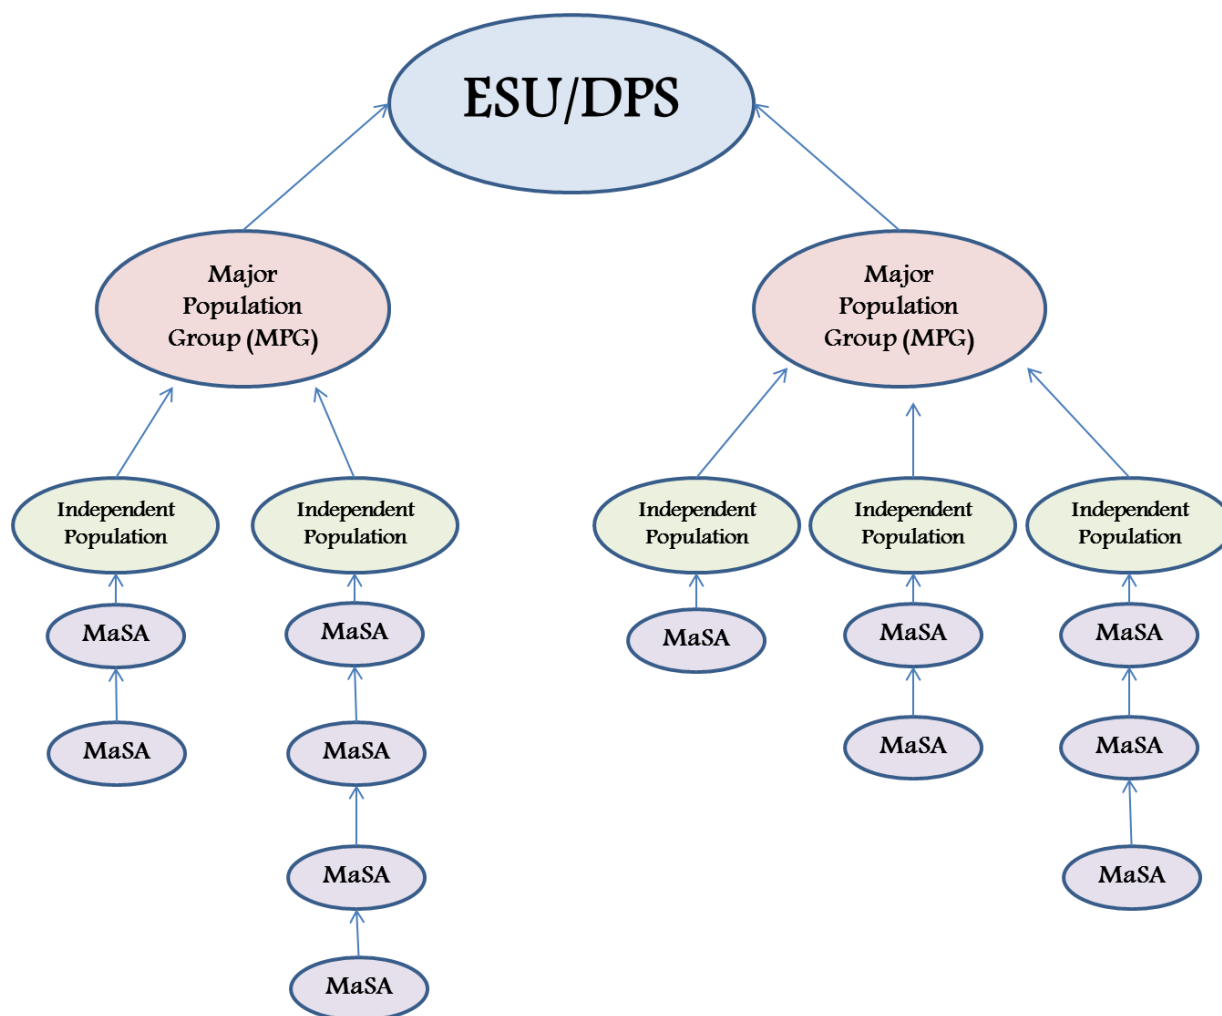 ESU/DPS
Major
Population
Group (MPG)
Major
Population
Group (MPG)
Independent
Population
Independent
Population
Independent
Population
Independent
Population
Independent
Population
MaSA
MaSA
MaSA
MaSA
MaSA
MaSA
MaSA
MaSA
MaSA
MaSA
MaSA
MaSA